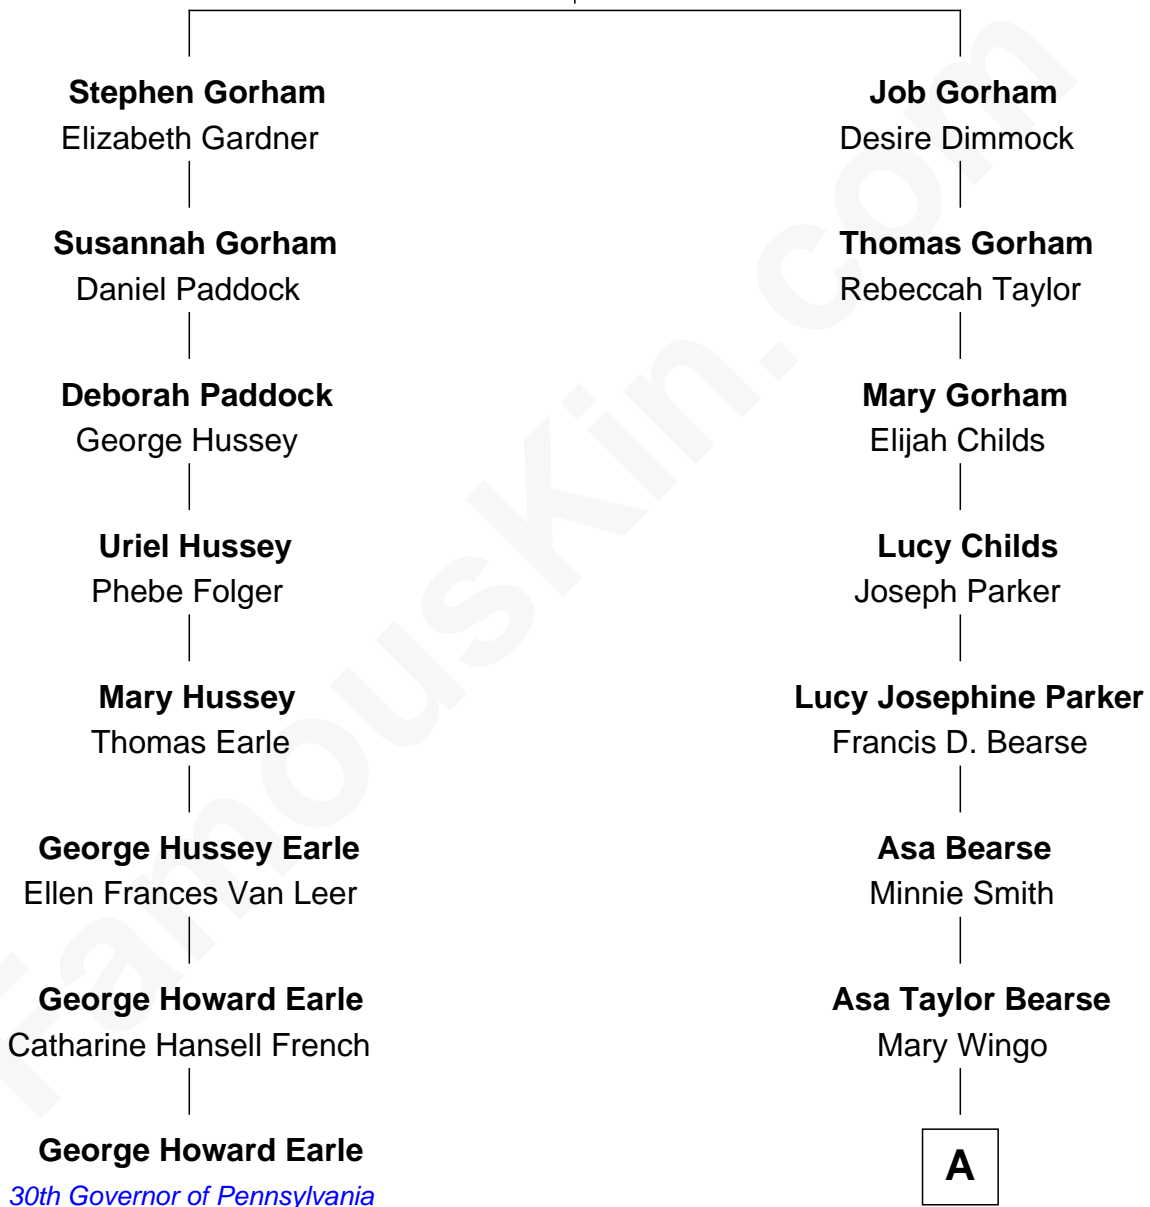 Stephen Gorham
Elizabeth Gardner
Susannah Gorham
Daniel Paddock
Deborah Paddock
George Hussey
Uriel Hussey
Phebe Folger
Mary Hussey
Thomas Earle
George Hussey Earle
Ellen Frances Van Leer
George Howard Earle
Catharine Hansell French
George Howard Earle
30th Governor of Pennsylvania
Job Gorham
Desire Dimmock
Thomas Gorham
Rebeccah Taylor
Mary Gorham
Elijah Childs
Lucy Childs
Joseph Parker
Lucy Josephine Parker
Francis D. Bearse
Asa Bearse
Minnie Smith
Asa Taylor Bearse
Mary Wingo
A
FamousKin.com